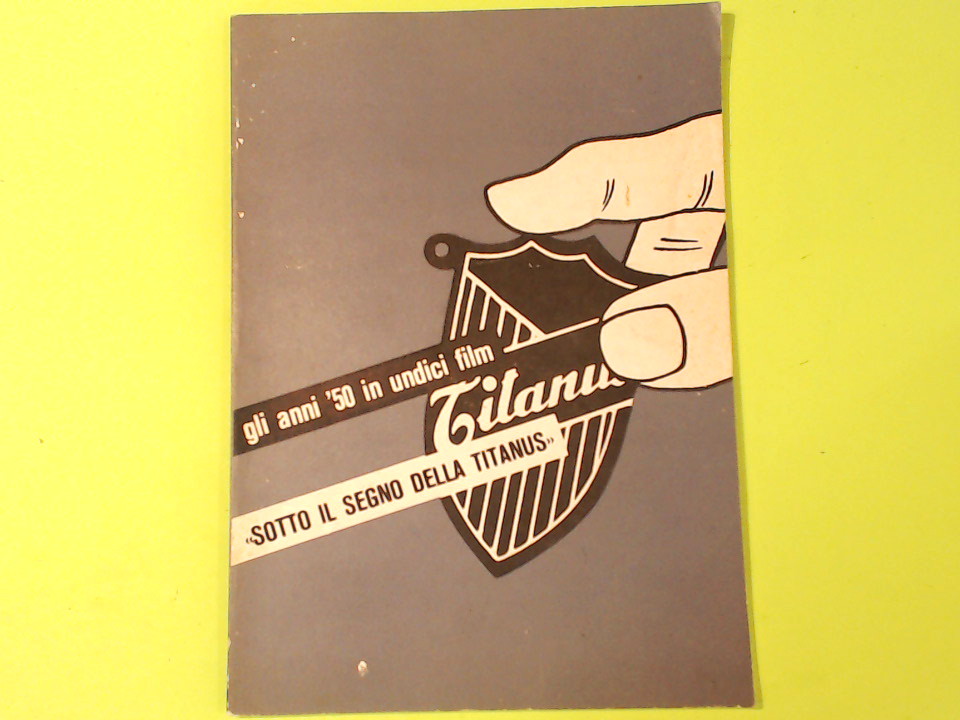 gli anni '50 in undici film
Titanus
«SOTTO IL SEGNO DELLA TITANUS»